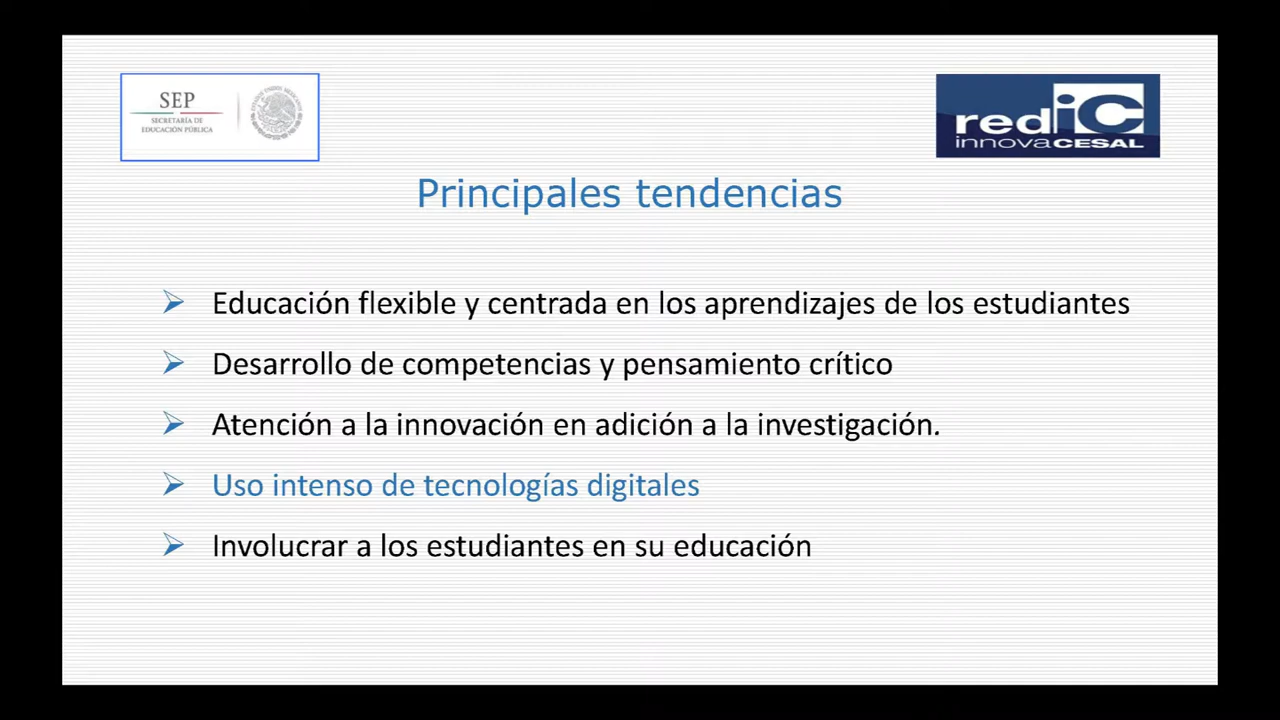 SEP
SECRETARÍA DE
EDUCACIÓN PÚBLICA
red iC
innovaCESAL
Principales tendencias
Educación flexible y centrada en los aprendizajes de los estudiantes
Desarrollo de competencias y pensamiento crítico
Atención a la innovación en adición a la investigación.
Uso intenso de tecnologías digitales
Involucrar a los estudiantes en su educación